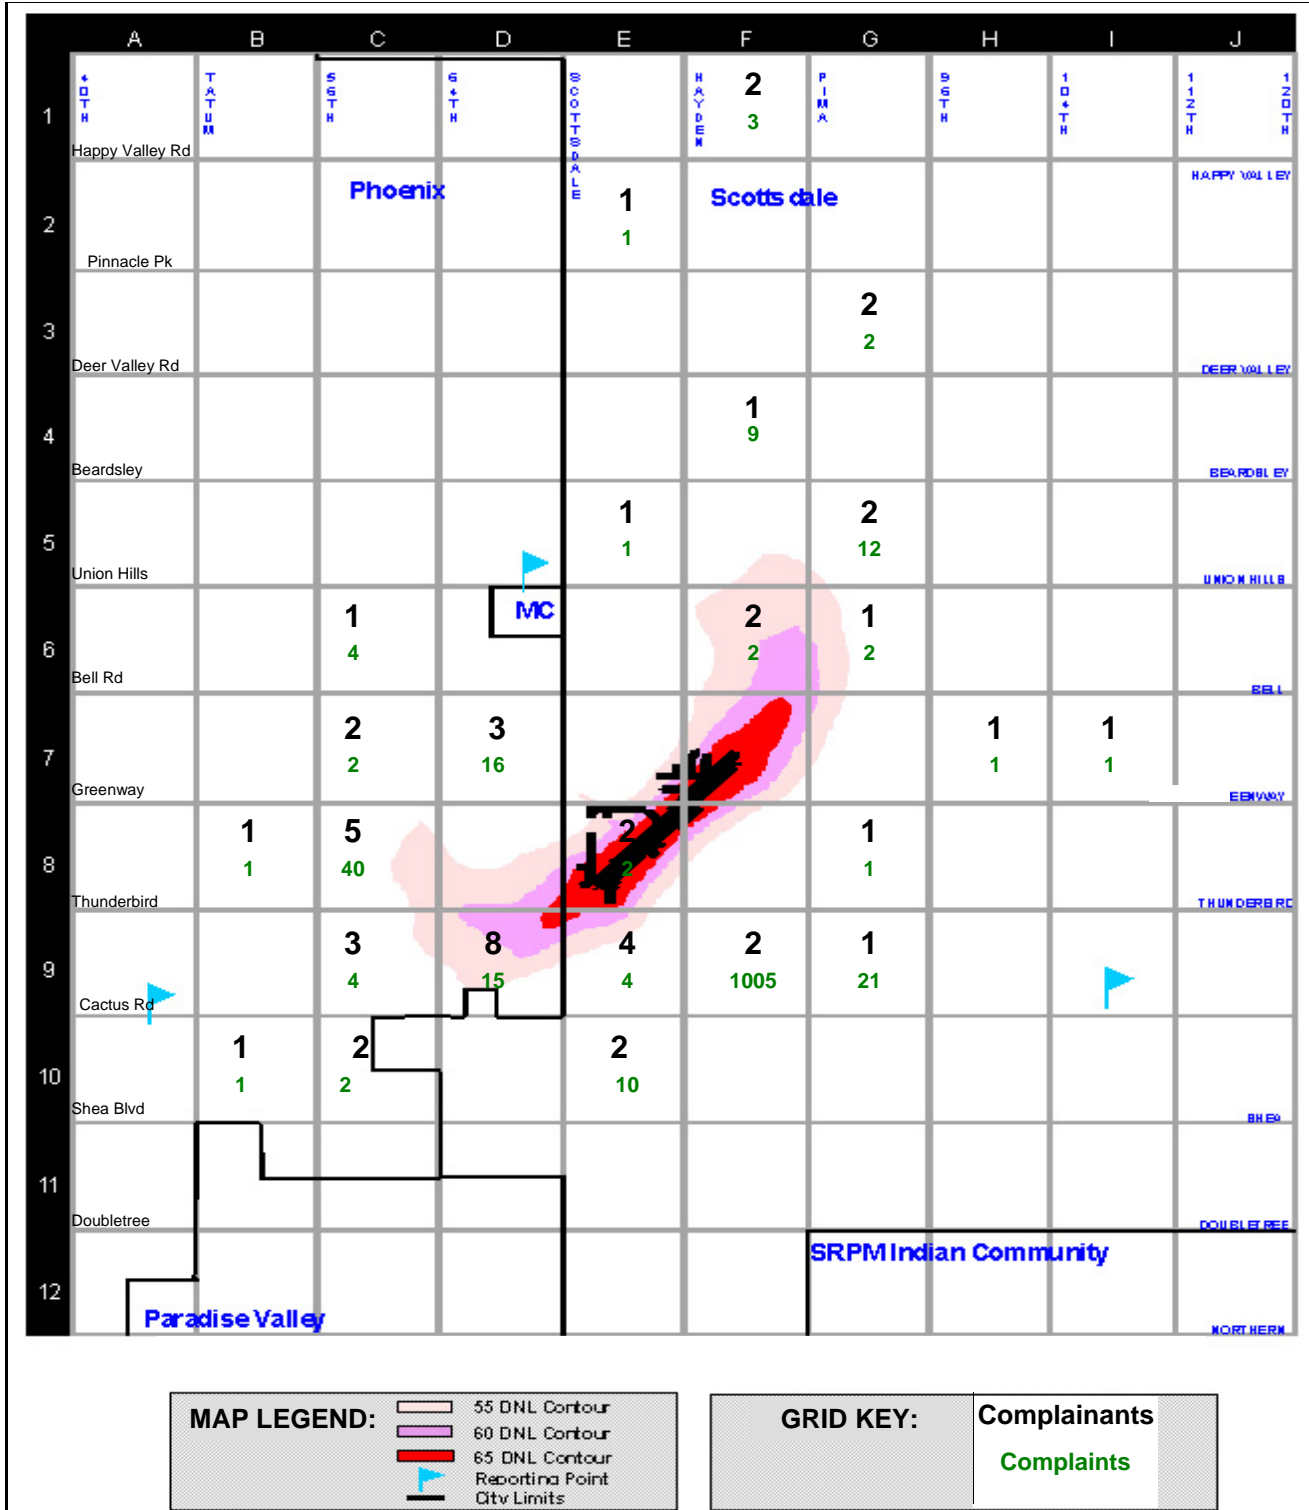 A B C D E F G H I J
40TH TATUM 56TH 64TH SCOTTSDALE HAYDEN PIMA 96TH 104TH 112TH 120TH
1
2
3
Happy Valley Rd
HAPPY VALLEY
Phoenix
Scottsdale
2
1
1
Pinnacle Pk
3
2
2
Deer Valley Rd
DEER VALLEY
4
1
9
Beardsley
BEARDSLEY
5
1 2
1 12
Union Hills
UNION HILLS
MC
6
1 2 1
4 2 2
Bell Rd
BELL
7
2 3 1 1
2 16 1 1
Greenway
EENWAY
8
1 5 2 1
1 40 2 1
Thunderbird
THUNDERBIRD
9
3 8 4 2 1
4 15 4 1005 21
Cactus Rd
10
1 2 2
1 2 10
Shea Blvd
SHEA
11
Doubletree
DOUBLETREE
SRPM Indian Community
12
Paradise Valley
NORTHERN
MAP LEGEND:
55 DNL Contour
60 DNL Contour
65 DNL Contour
Reporting Point
City Limits
GRID KEY:
Complainants
Complaints